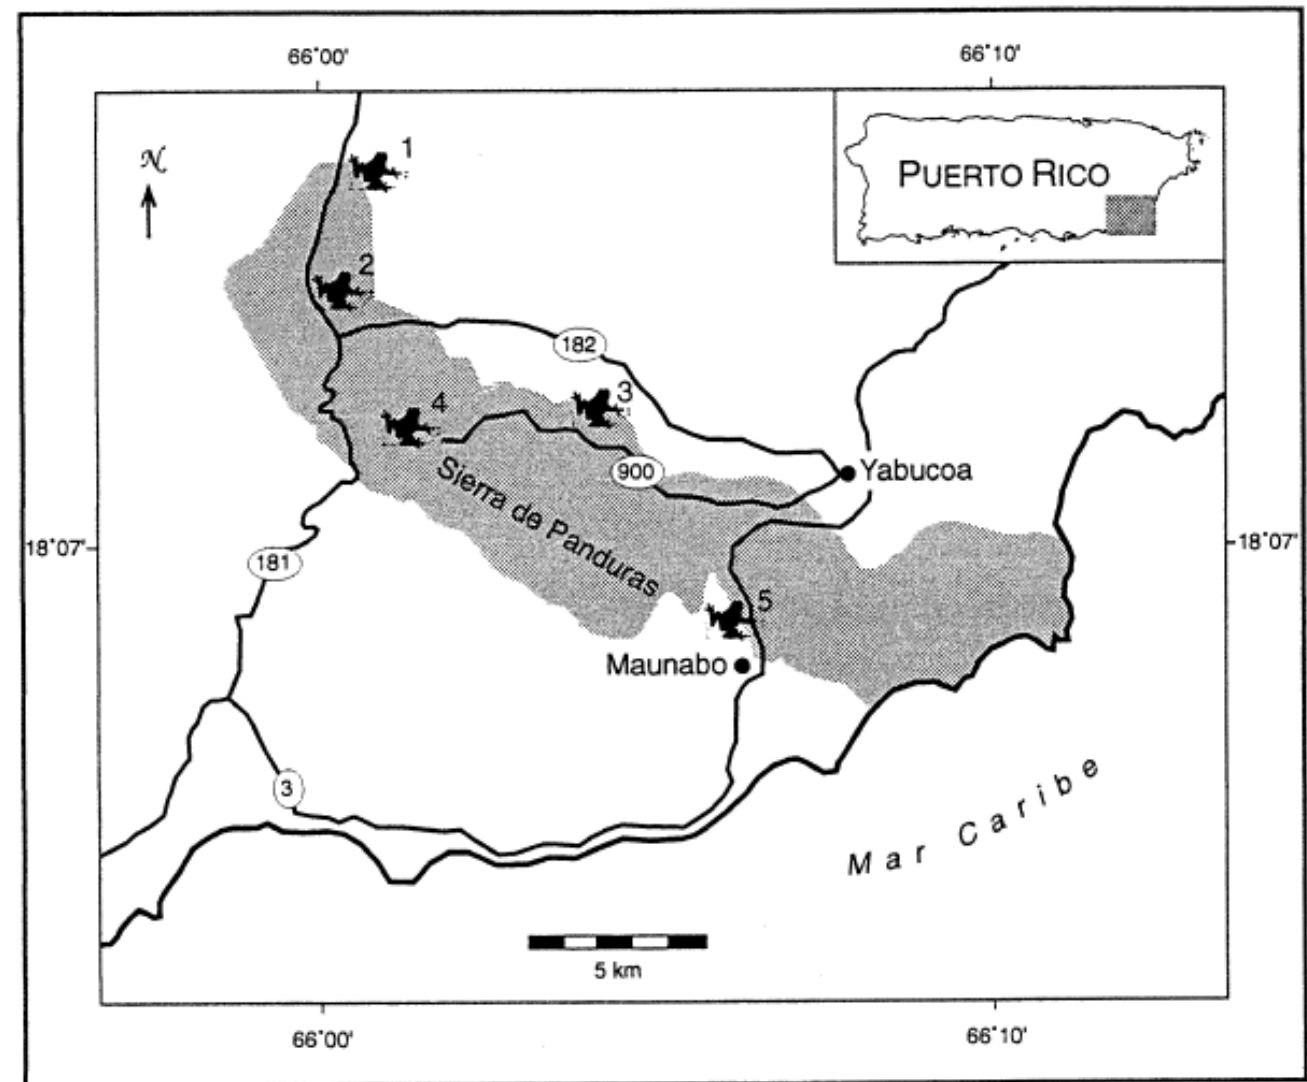 66°00'
66°10'
N
1
PUERTO RICO
2
182
3
4
900
Yabucoa
Sierra de Panduras
18°07'
18°07'
181
5
Maunabo
3
Mar Caribe
5 km
66°00'
66°10'